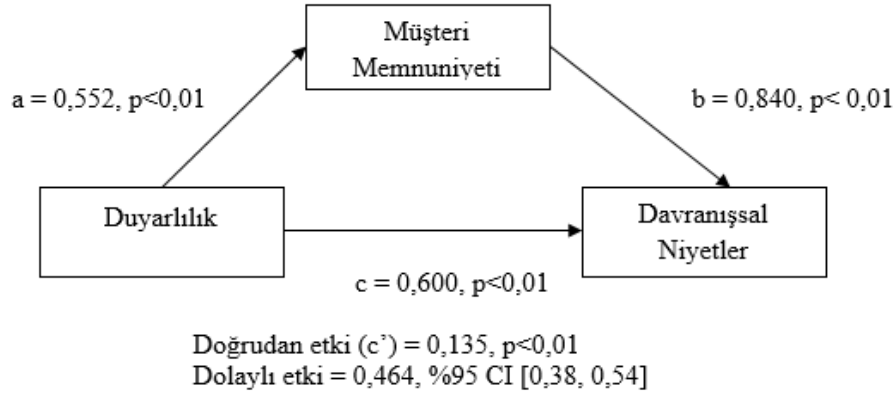 Müşteri
Memnuniyeti
a = 0,552, p<0,01
b = 0,840, p< 0,01
Duyarlılık
Davranışsal
Niyetler
c = 0,600, p<0,01
Doğrudan etki (c’) = 0,135, p<0,01
Dolaylı etki = 0,464, %95 CI [0,38, 0,54]